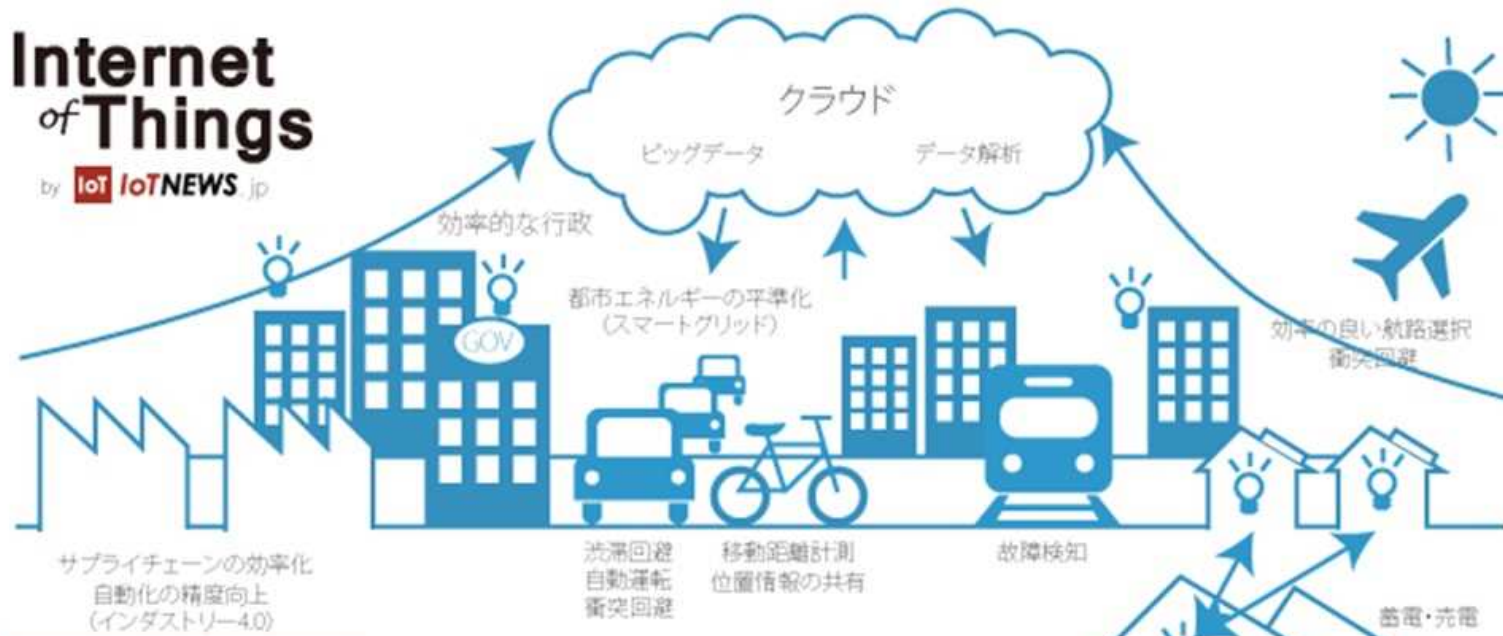 Internet
of Things
by IoT IoTNEWS.jp
クラウド
ビッグデータ
データ解析
効率的な行政
都市エネルギーの平準化
(スマートグリッド)
GOV
効率の良い航路選択
衝突回避
サプライチェーンの効率化
自動化の精度向上
(インダストリー4.0)
渋滞回避
自動運転
衝突回避
移動距離計測
位置情報の共有
故障検知
蓄電・売電